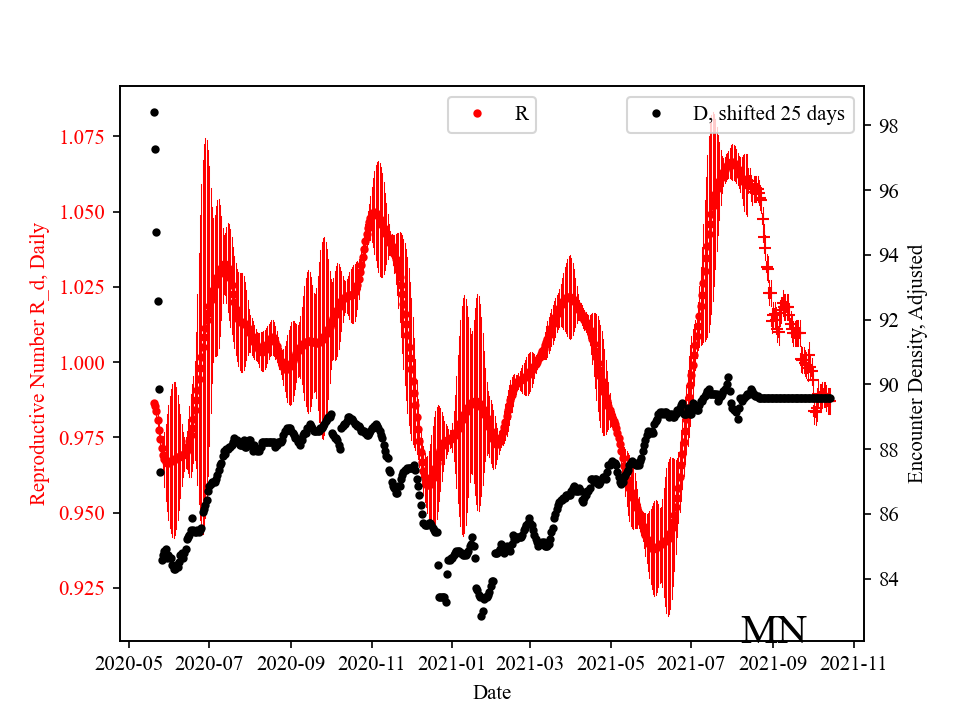 R
D, shifted 25 days
Reproductive Number R_d, Daily
1.075
1.050
1.025
1.000
0.975
0.950
0.925
98
96
94
92
90
88
86
84
Encounter Density, Adjusted
MN
2020-05 2020-07 2020-09 2020-11 2021-01 2021-03 2021-05 2021-07 2021-09 2021-11
Date